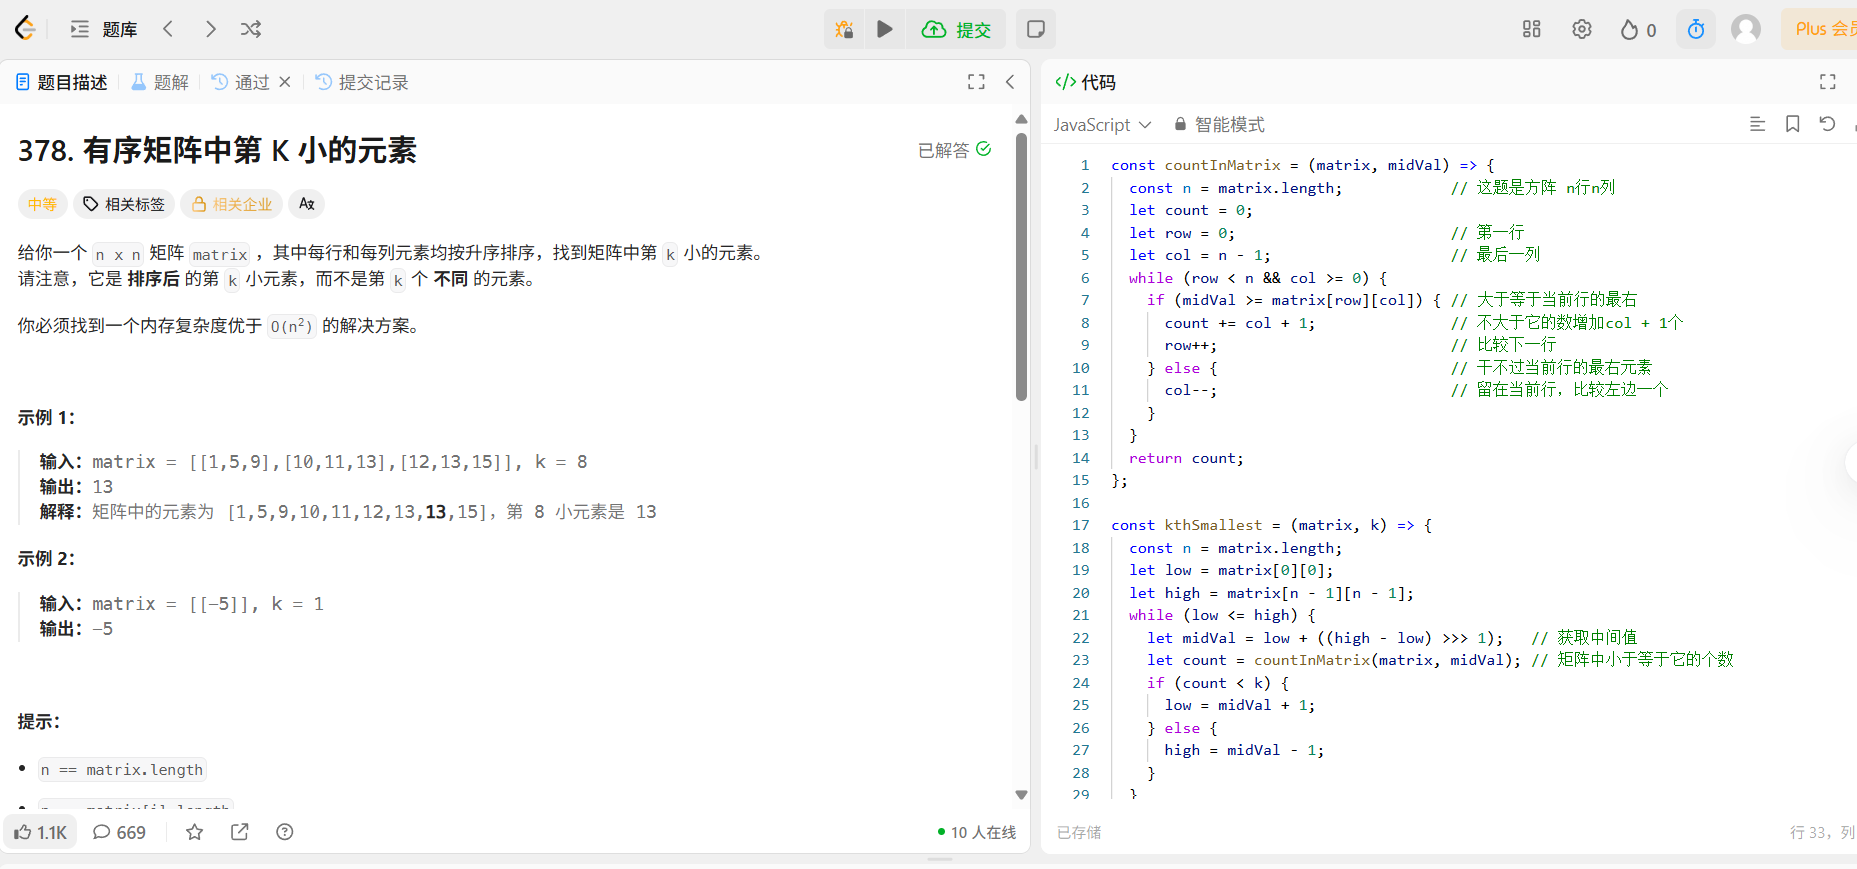 题库
提交
0
Plus 会员
题目描述
题解
通过
提交记录
378. 有序矩阵中第 K 小的元素
已解答
中等
相关标签
相关企业
给你一个 n x n 矩阵 matrix ，其中每行和每列元素均按升序排序，找到矩阵中第 k 小的元素。
请注意，它是 排序后 的第 k 小元素，而不是第 k 个 不同 的元素。
你必须找到一个内存复杂度优于 O(n²) 的解决方案。
示例 1：
输入：matrix = [[1,5,9],[10,11,13],[12,13,15]], k = 8
输出：13
解释：矩阵中的元素为 [1,5,9,10,11,12,13,13,15]，第 8 小元素是 13
示例 2：
输入：matrix = [[-5]], k = 1
输出：-5
提示：
n == matrix.length
1.1K
669
10 人在线
</> 代码
JavaScript
智能模式
1 const countInMatrix = (matrix, midVal) => {
2 const n = matrix.length; // 这题是方阵 n行n列
3 let count = 0;
4 let row = 0; // 第一行
5 let col = n - 1; // 最后一列
6 while (row < n && col >= 0) {
7 if (midVal >= matrix[row][col]) { // 大于等于当前行的最右
8 count += col + 1; // 不大于它的数增加col + 1个
9 row++; // 比较下一行
10 } else { // 干不过当前行的最右元素
11 col--; // 留在当前行，比较左边一个
12 }
13 }
14 return count;
15 };
16
17 const kthSmallest = (matrix, k) => {
18 const n = matrix.length;
19 let low = matrix[0][0];
20 let high = matrix[n - 1][n - 1];
21 while (low <= high) {
22 let midVal = low + ((high - low) >>> 1); // 获取中间值
23 let count = countInMatrix(matrix, midVal); // 矩阵中小于等于它的个数
24 if (count < k) {
25 low = midVal + 1;
26 } else {
27 high = midVal - 1;
28 }
29 }
已存储
行 33，列